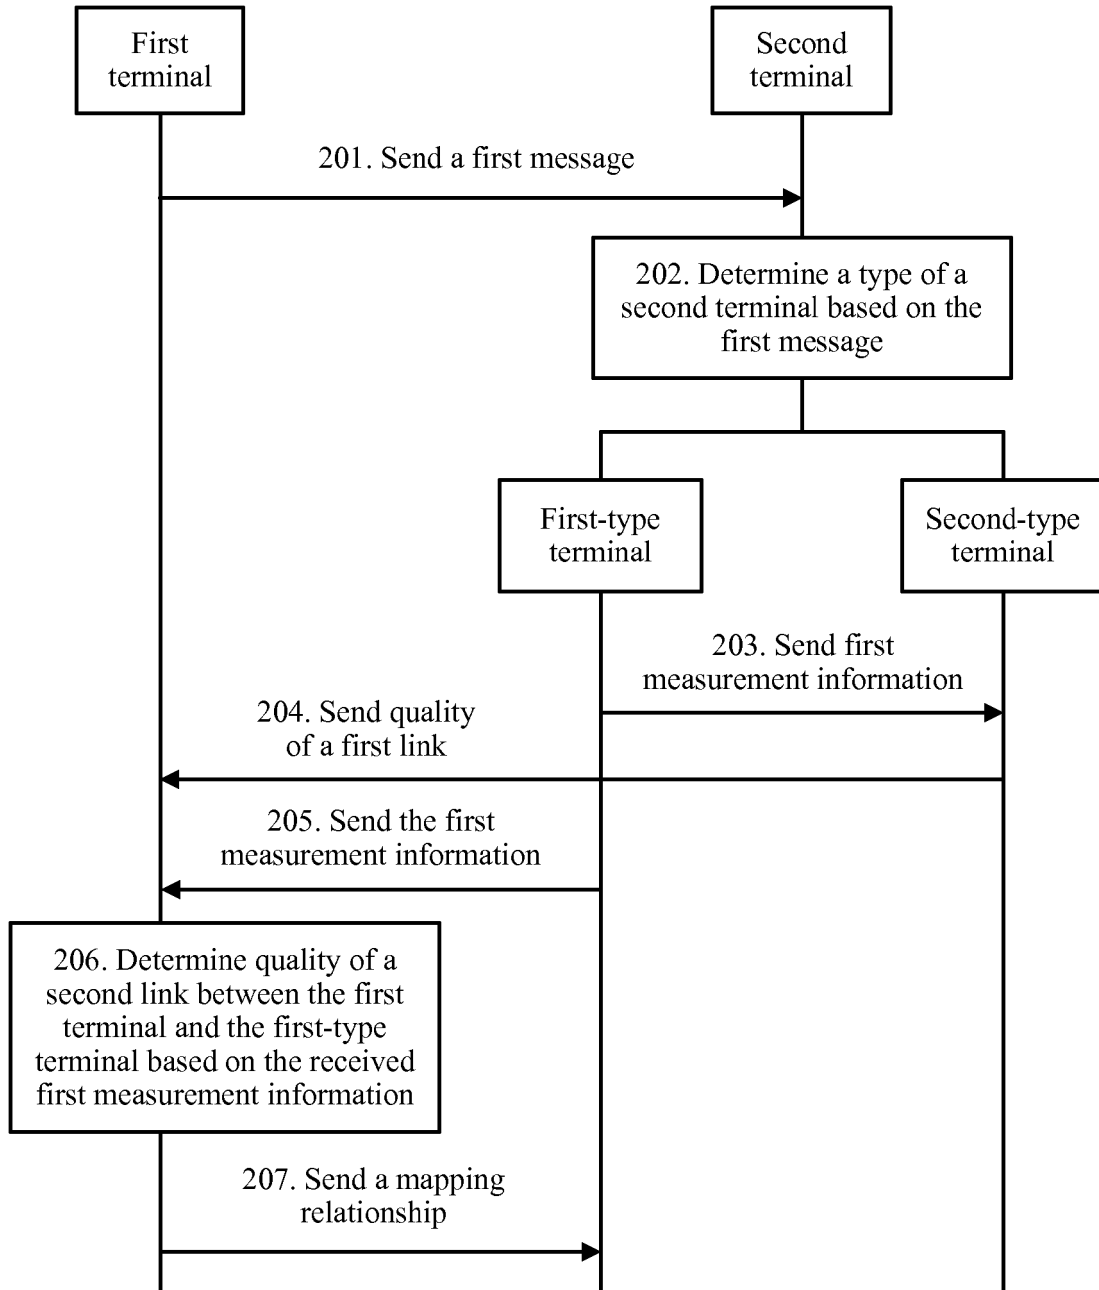 First
terminal
Second
terminal
201. Send a first message
202. Determine a type of a
second terminal based on the
first message
First-type
terminal
Second-type
terminal
203. Send first
measurement information
204. Send quality
of a first link
205. Send the first
measurement information
206. Determine quality of a
second link between the first
terminal and the first-type
terminal based on the received
first measurement information
207. Send a mapping
relationship